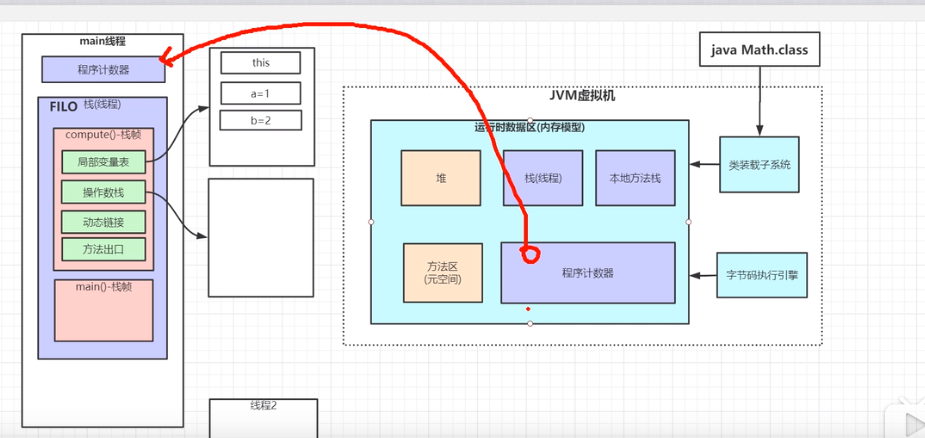 main线程
程序计数器
FILO 栈(线程)
compute()-栈帧
局部变量表
操作数栈
动态链接
方法出口
main()-栈帧
this
a=1
b=2
线程2
java Math.class
JVM虚拟机
运行时数据区(内存模型)
堆
栈(线程)
本地方法栈
类装载子系统
方法区
(元空间)
程序计数器
字节码执行引擎